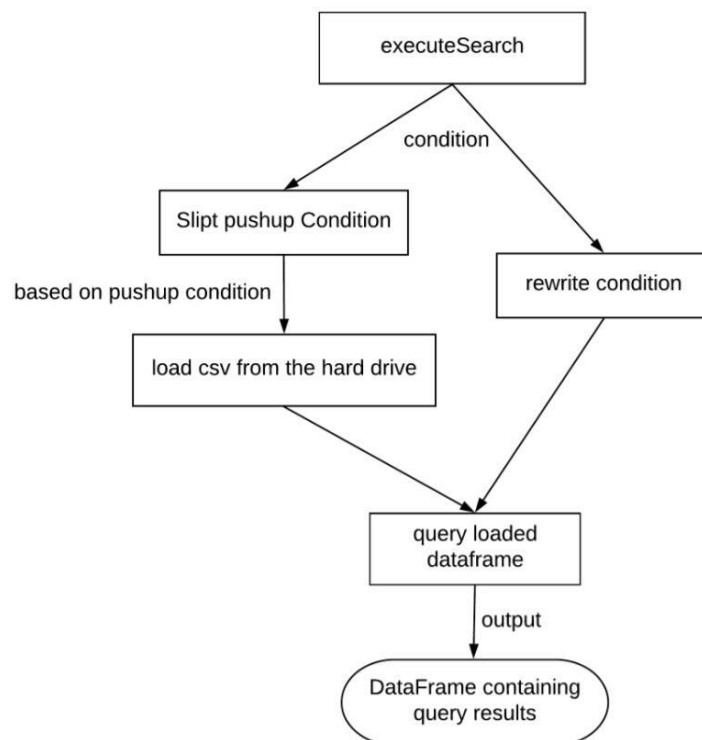 executeSearch
condition
Slipt pushup Condition
based on pushup condition
rewrite condition
load csv from the hard drive
query loaded
dataframe
output
DataFrame containing
query results